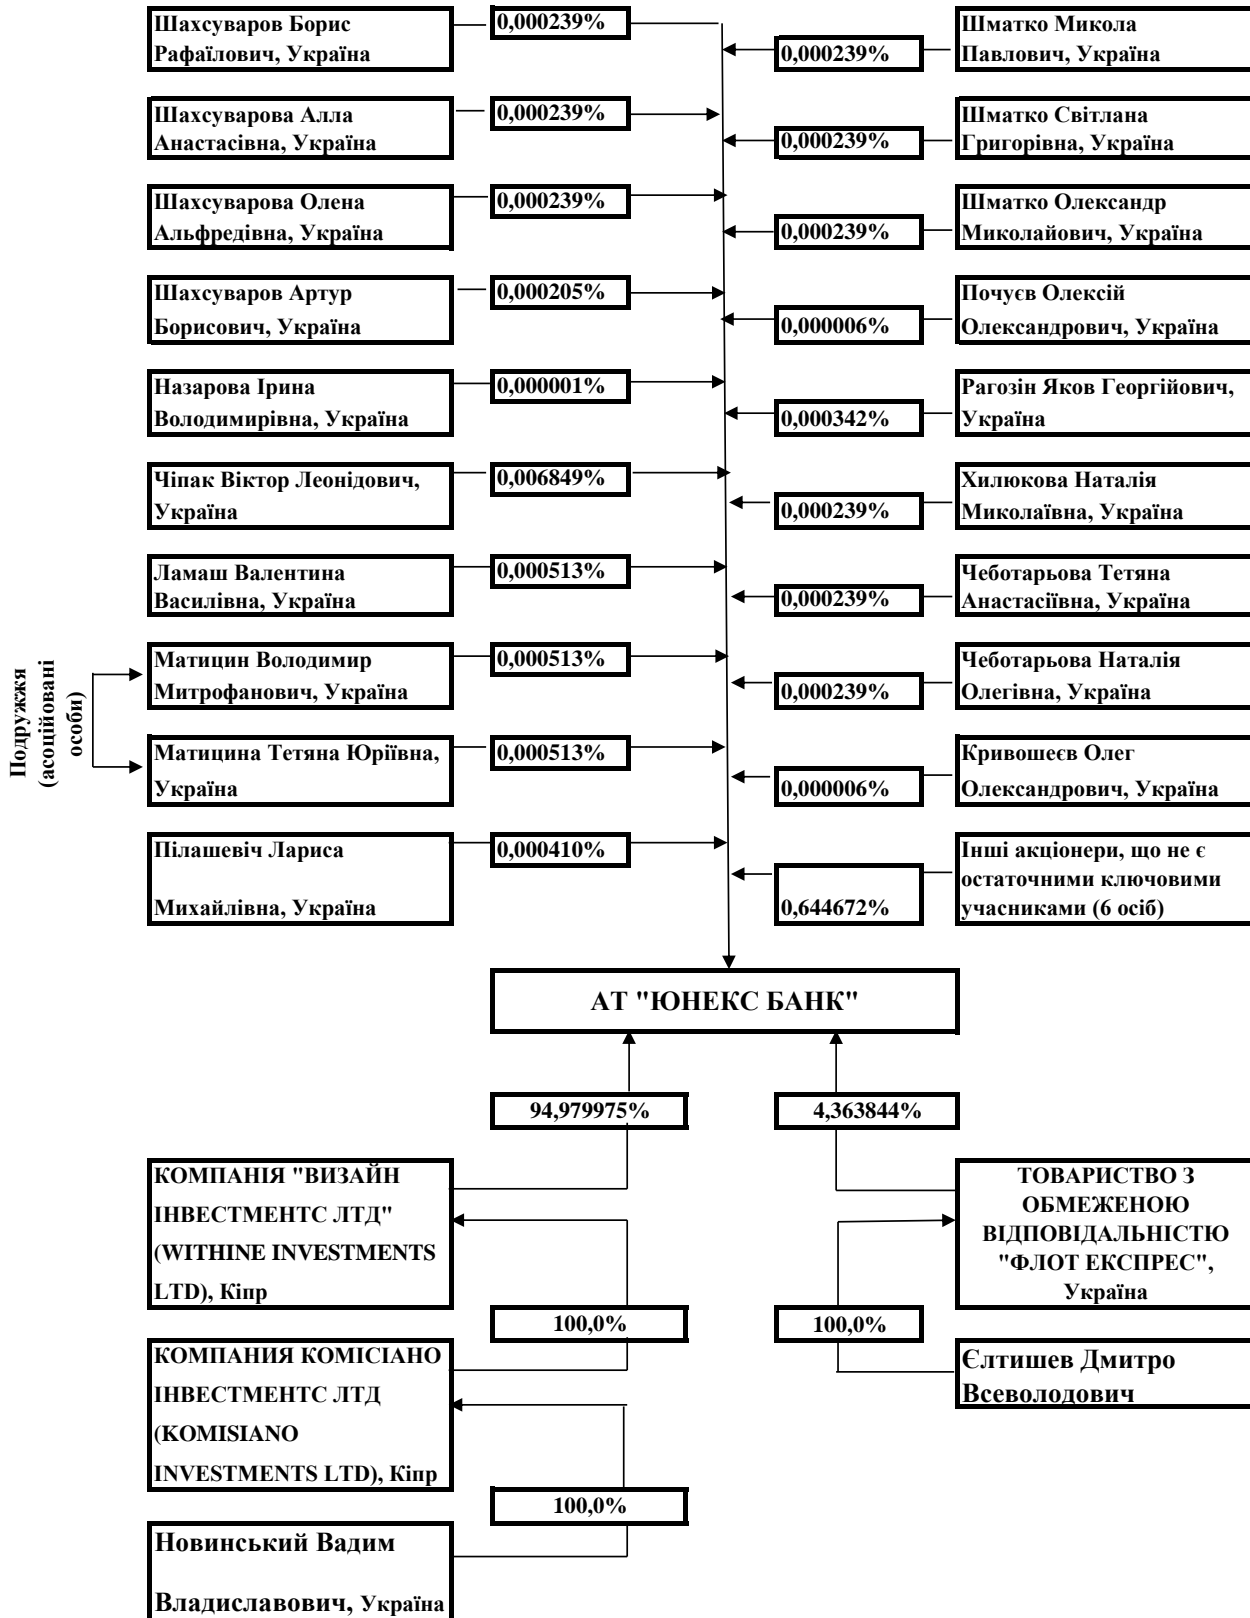 Шахсуваров Борис
Рафаїлович, Україна
0,000239%
Шматко Микола
Павлович, Україна
0,000239%
Шахсуварова Алла
Анастасівна, Україна
0,000239%
Шматко Світлана
Григорівна, Україна
0,000239%
Шахсуварова Олена
Альфредівна, Україна
0,000239%
Шматко Олександр
Миколайович, Україна
0,000239%
Шахсуваров Артур
Борисович, Україна
0,000205%
Почуєв Олексій
Олександрович, Україна
0,000006%
Назарова Ірина
Володимирівна, Україна
0,000001%
Рагозін Яков Георгійович,
Україна
0,000342%
Чіпак Віктор Леонідович,
Україна
0,006849%
Хилюкова Наталія
Миколаївна, Україна
0,000239%
Ламаш Валентина
Василівна, Україна
0,000513%
Чеботарьова Тетяна
Анастасіївна, Україна
0,000239%
Подружжя
(асоційовані
особи)
Матицин Володимир
Митрофанович, Україна
0,000513%
Чеботарьова Наталія
Олегівна, Україна
0,000239%
Матицина Тетяна Юріївна,
Україна
0,000513%
Кривошеєв Олег
Олександрович, Україна
0,000006%
Пілашевіч Лариса
Михайлівна, Україна
0,000410%
Інші акціонери, що не є
остаточними ключовими
учасниками (6 осіб)
0,644672%
АТ "ЮНЕКС БАНК"
94,979975%
4,363844%
КОМПАНІЯ "ВИЗАЙН
ІНВЕСТМЕНТС ЛТД"
(WITHINE INVESTMENTS
LTD), Кіпр
ТОВАРИСТВО З
ОБМЕЖЕНОЮ
ВІДПОВІДАЛЬНІСТЮ
"ФЛОТ ЕКСПРЕС",
Україна
100,0%
100,0%
КОМПАНИЯ КОМІСІАНО
ІНВЕСТМЕНТС ЛТД
(KOMISIANO
INVESTMENTS LTD), Кіпр
Єлтишев Дмитро
Всеволодович
100,0%
Новинський Вадим
Владиславович, Україна